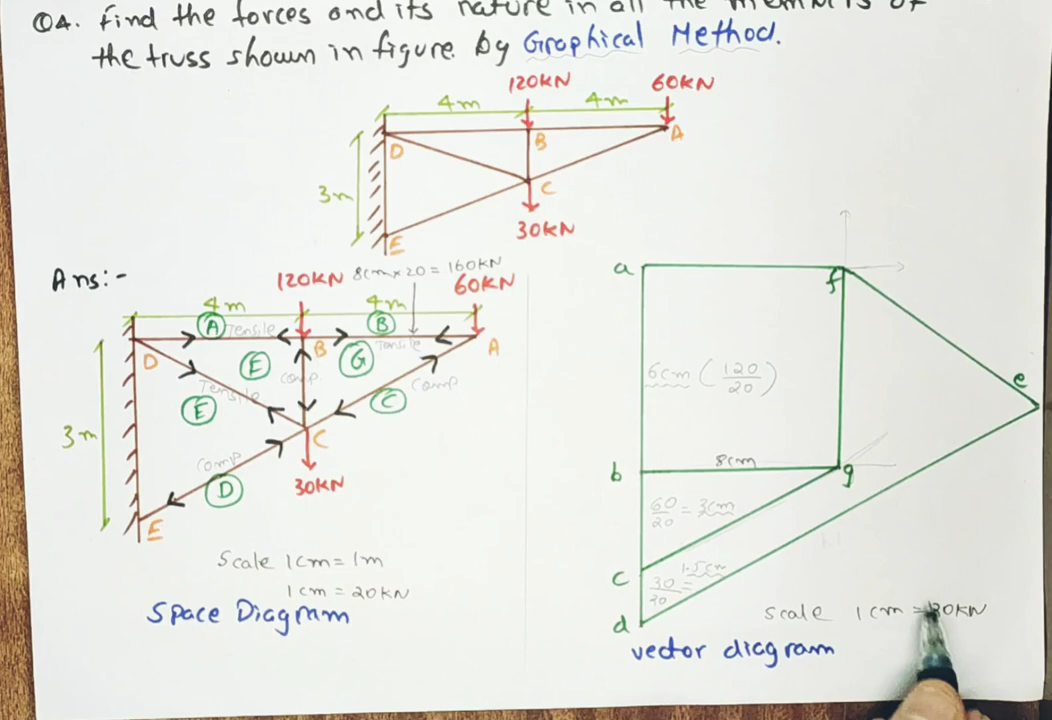 Q4. Find the forces and its nature in all the members of
the truss shown in figure by Graphical Method.
120KN 60KN
4m 4m
D B A
3m
C
E
30KN
Ans:-
120KN 8cm×20 = 160KN 60KN
4m 4m
A Tensile B
D B Tensile A
E G
comp. comp
Tensile C
E
3m C
comp
D 30KN
E
Scale 1cm = 1m
1cm = 20KN
Space Diagram
a f
6cm (120/20)
e
b 8cm g
60/20 = 3cm
c 1.5cm
30/20 =
d
scale 1cm = 20KN
vector diagram